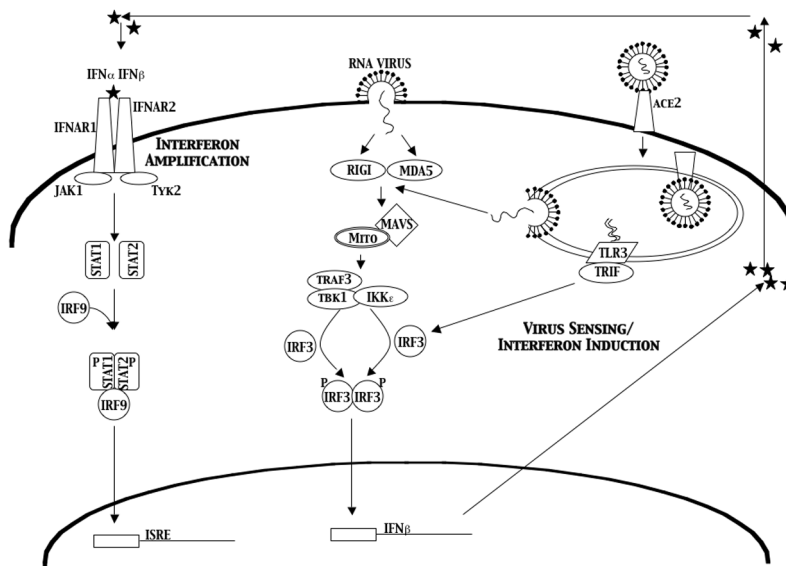 IFNα IFNβ
IFNAR2
IFNAR1
INTERFERON
AMPLIFICATION
JAK1
TYK2
STAT1
STAT2
IRF9
P
STAT1
STAT2
P
IRF9
ISRE
RNA VIRUS
RIGI
MDA5
MAVS
MITO
TRAF3
TBK1
IKKε
IRF3
IRF3
P
P
IRF3
IRF3
IFNβ
ACE2
TLR3
TRIF
VIRUS SENSING/
INTERFERON INDUCTION